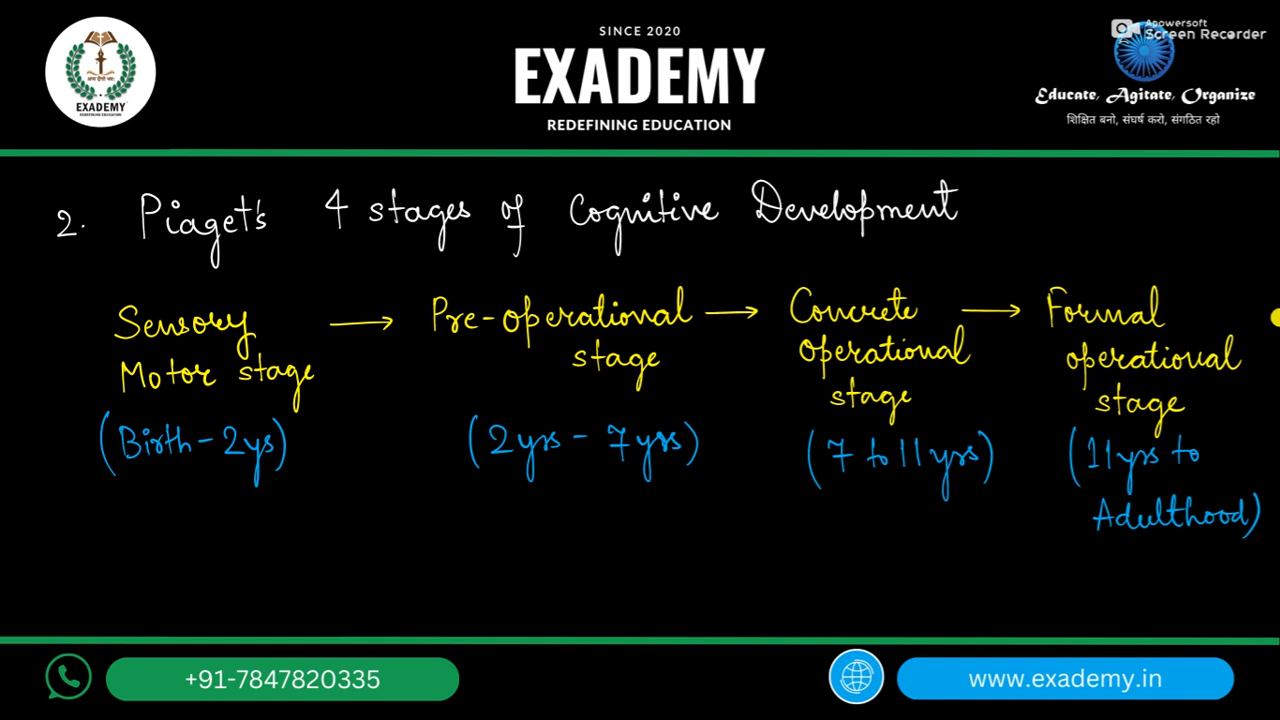 SINCE 2020
EXADEMY
REDEFINING EDUCATION
EXADEMY
REDEFINING EDUCATION
Apowersoft
Screen Recorder
Educate, Agitate, Organize
शिक्षित बनो, संघर्ष करो, संगठित रहो
2. Piaget's 4 stages of Cognitive Development
Sensory Motor stage → Pre-operational stage → Concrete operational stage → Formal operational stage
(Birth - 2ys) (2yrs - 7yrs) (7 to 11yrs) (11yrs to Adulthood)
+91-7847820335
www.exademy.in